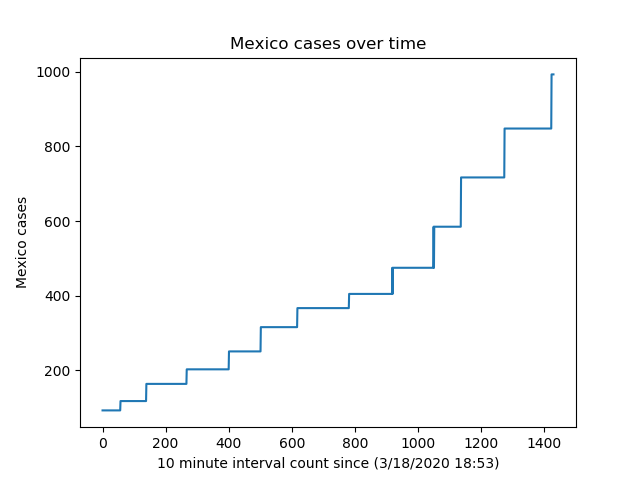 Mexico cases over time
1000
800
600
400
200
Mexico cases
0 200 400 600 800 1000 1200 1400
10 minute interval count since (3/18/2020 18:53)